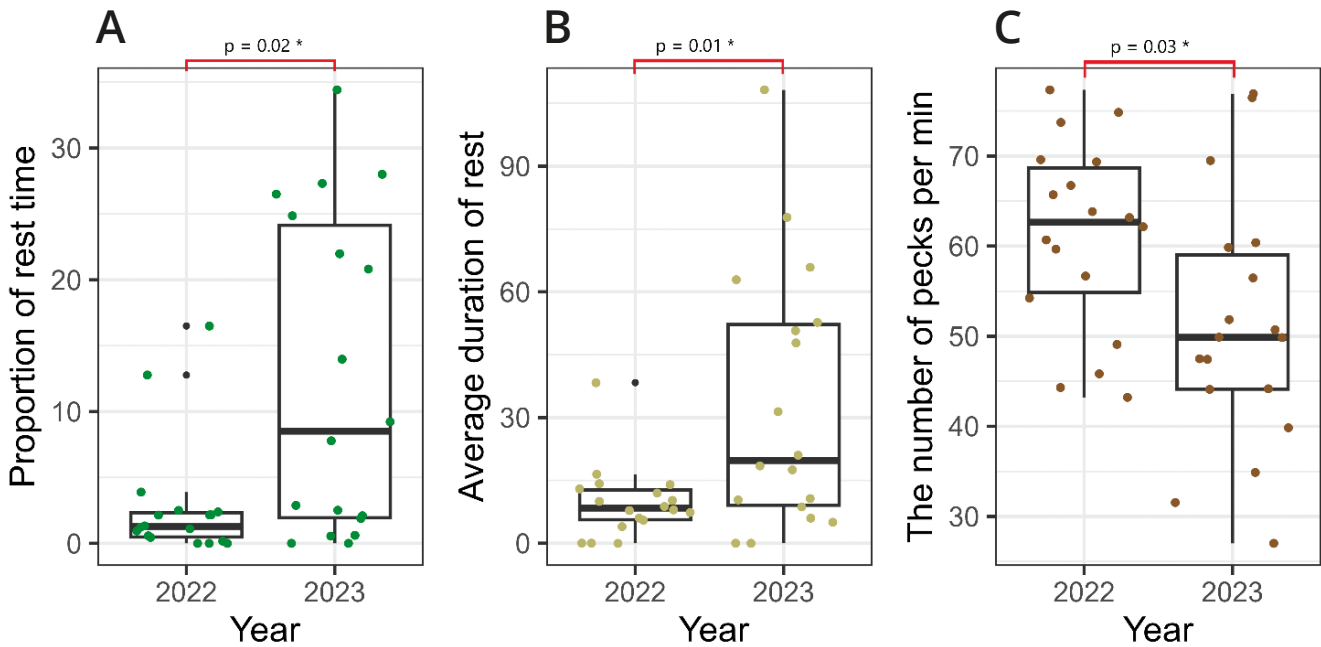 A
p = 0.02 *
Proportion of rest time
30
20
10
0
2022
2023
Year
B
p = 0.01 *
Average duration of rest
90
60
30
0
2022
2023
Year
C
p = 0.03 *
The number of pecks per min
70
60
50
40
30
2022
2023
Year